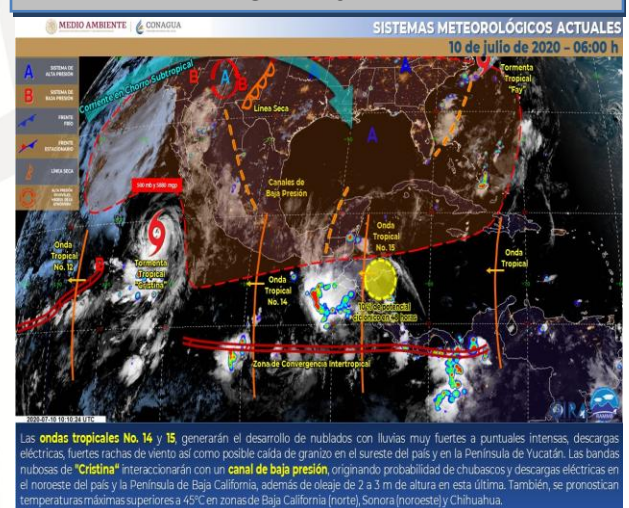 MEDIO AMBIENTE
CONAGUA
SISTEMAS METEOROLÓGICOS ACTUALES
10 de julio de 2020 – 06:00 h
A SISTEMA DE ALTA PRESIÓN
B SISTEMA DE BAJA PRESIÓN
FRENTE FRÍO
FRENTE ESTACIONARIO
LÍNEA SECA
Corriente en Chorro Subtropical
B
A
B
Línea Seca
A
Tormenta
Tropical
"Fay"
A
Canales de
Baja Presión
Onda
Tropical
No. 12
B
Tormenta
Tropical
"Cristina"
Onda
Tropical
No. 14
Onda
Tropical
No. 15
Onda
Tropical
Zona de Convergencia Intertropical
2020-07-10 10:10:24 UTC
Las ondas tropicales No. 14 y 15, generarán el desarrollo de nublados con lluvias muy fuertes a puntuales intensas, descargas
eléctricas, fuertes rachas de viento así como posible caída de granizo en el sureste del país y en la Península de Yucatán. Las bandas
nubosas de "Cristina" interaccionarán con un canal de baja presión, originando probabilidad de chubascos y descargas eléctricas en
el noroeste del país y la Península de Baja California, además de oleaje de 2 a 3 m de altura en esta última. También, se pronostican
temperaturas máximas superiores a 45°C en zonas de Baja California (norte), Sonora (noroeste) y Chihuahua.